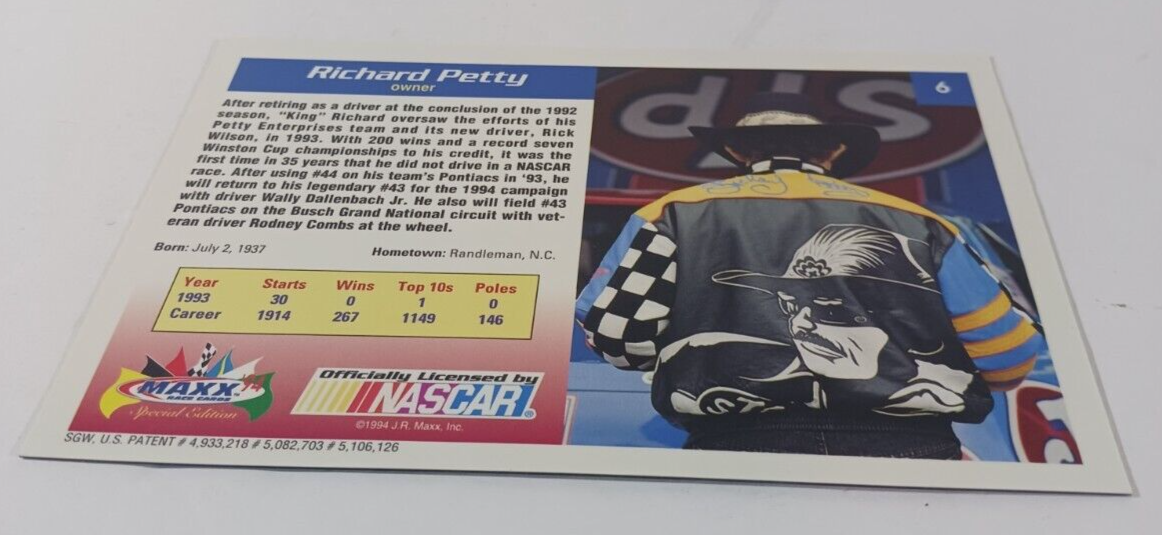 Richard Petty
owner
6
After retiring as a driver at the conclusion of the 1992
season, "King" Richard oversaw the efforts of his
Petty Enterprises team and its new driver, Rick
Wilson, in 1993. With 200 wins and a record seven
Winston Cup championships to his credit, it was the
first time in 35 years that he did not drive in a NASCAR
race. After using #44 on his team's Pontiacs in '93, he
will return to his legendary #43 for the 1994 campaign
with driver Wally Dallenbach Jr. He also will field #43
Pontiacs on the Busch Grand National circuit with vet-
eran driver Rodney Combs at the wheel.
Born: July 2, 1937 Hometown: Randleman, N.C.
Year Starts Wins Top 10s Poles
1993 30 0 1 0
Career 1914 267 1149 146
MAXX
RACE CARDS
Special Edition
Officially Licensed by
NASCAR®
©1994 J.R. Maxx, Inc.
SGW, U.S. PATENT # 4,933,218 # 5,082,703 # 5,106,126
STP